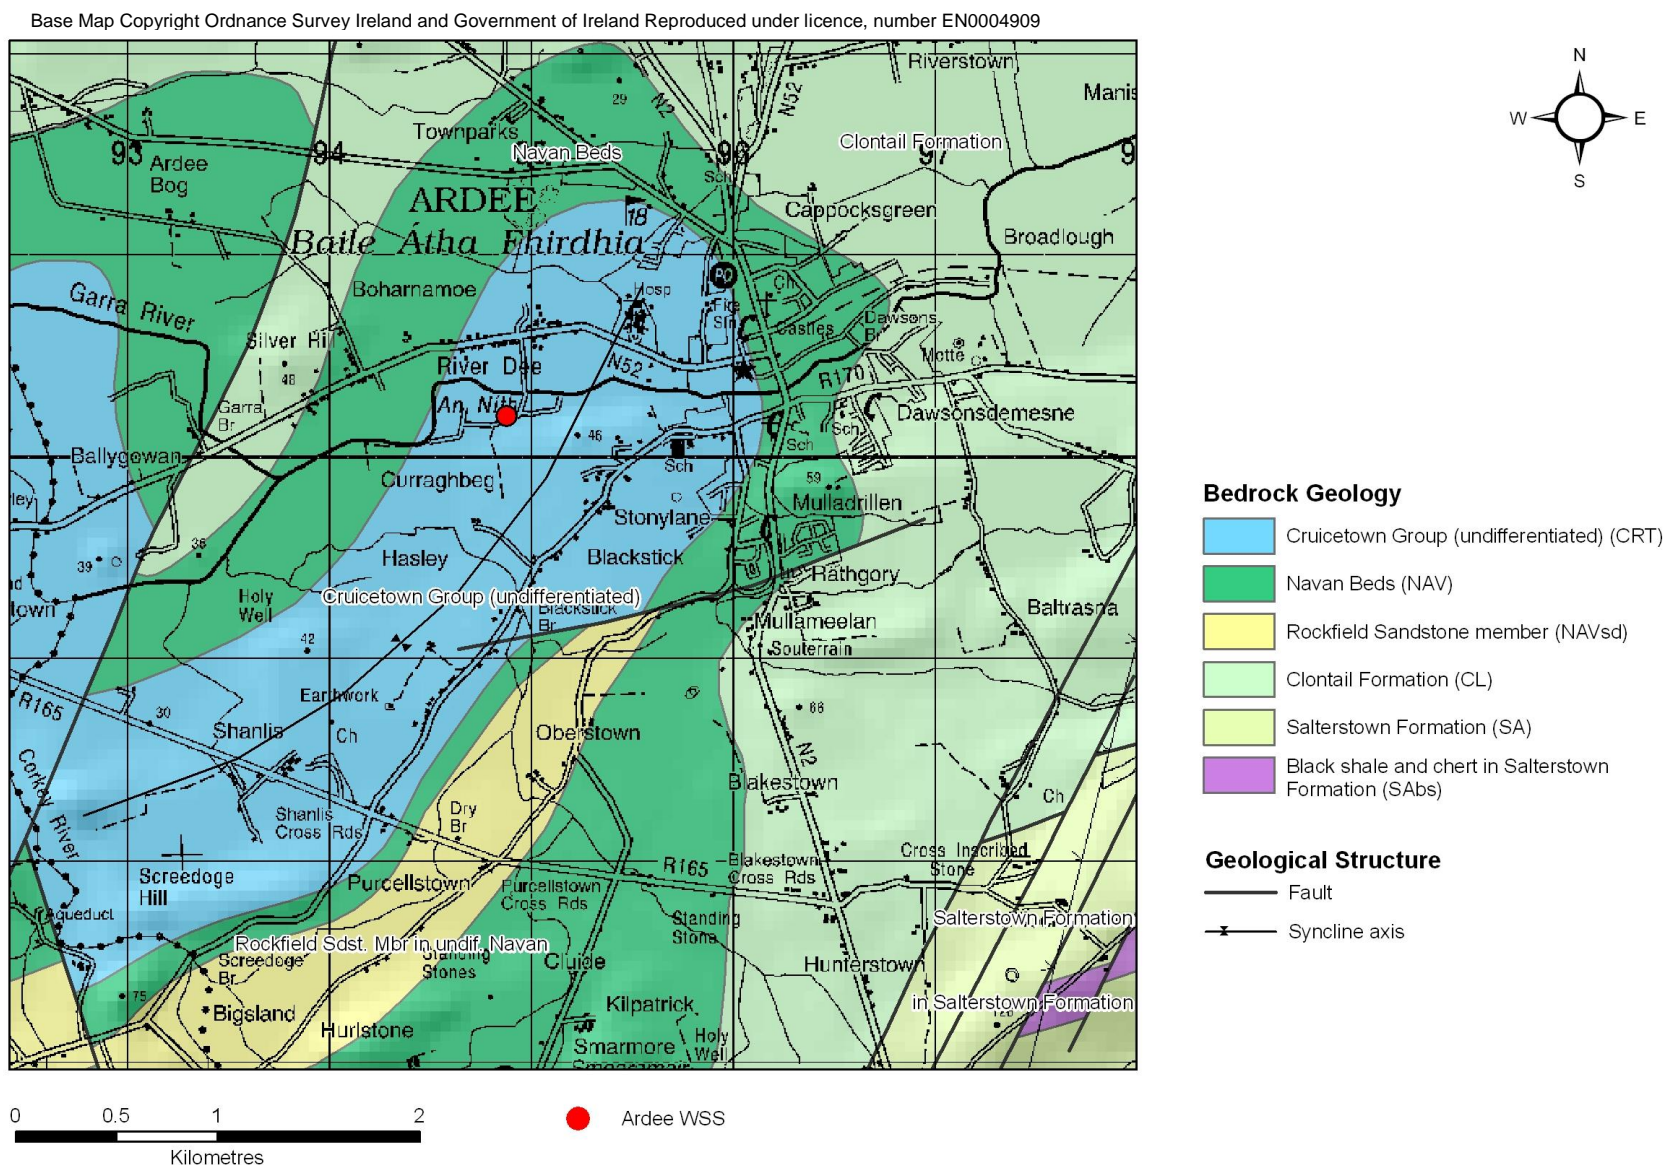 Base Map Copyright Ordnance Survey Ireland and Government of Ireland Reproduced under licence, number EN0004909
Riverstown
N
W
E
S
N2
N52
29
Manis
Townparks
Clontail Formation
93
94
Navan Beds
96
97
9
Ardee
Bog
Sch
ARDEE
18
Cappocksgreen
Baile Átha Fhirdhia
Broadlough
PO
Garra River
Boharnamoe
Hosp
Ch
Fire
Stn
Castles
Dawsons
Br
Silver Hill
Motte
48
River Dee
N52
R170
An Nith
Garra
Br
Dawsonsdemesne
46
Sch
Sch
Ballygowan
Sch
Curraghbeg
59
Mulladrillen
ley
Stonylane
36
39
Hasley
Blackstick
Rathgory
nd
town
Holy
Well
Cruicetown Group (undifferentiated)
Blackstick
Br
Baltrasna
Mullameelan
42
Souterrain
R165
Earthwork
30
66
Shanlis
Ch
Oberstown
N2
Corkey River
Blakestown
Ch
Dry
Br
Shanlis
Cross Rds
Cross Inscribed
Stone
R165
Blakestown
Cross Rds
Screedoge
Hill
Purcellstown
Purcellstown
Cross Rds
Aqueduct
Standing
Stone
Salterstown Formation
Rockfield Sdst. Mbr in undif. Navan
Standing
Stones
Screedoge
Br
Cluide
Hunterstown
75
Kilpatrick
in Salterstown Formation
126
Bigsland
Hurlstone
Smarmore
Holy
Well
Bedrock Geology
Cruicetown Group (undifferentiated) (CRT)
Navan Beds (NAV)
Rockfield Sandstone member (NAVsd)
Clontail Formation (CL)
Salterstown Formation (SA)
Black shale and chert in Salterstown
Formation (SAbs)
Geological Structure
Fault
Syncline axis
0 0.5 1 2
Kilometres
Ardee WSS